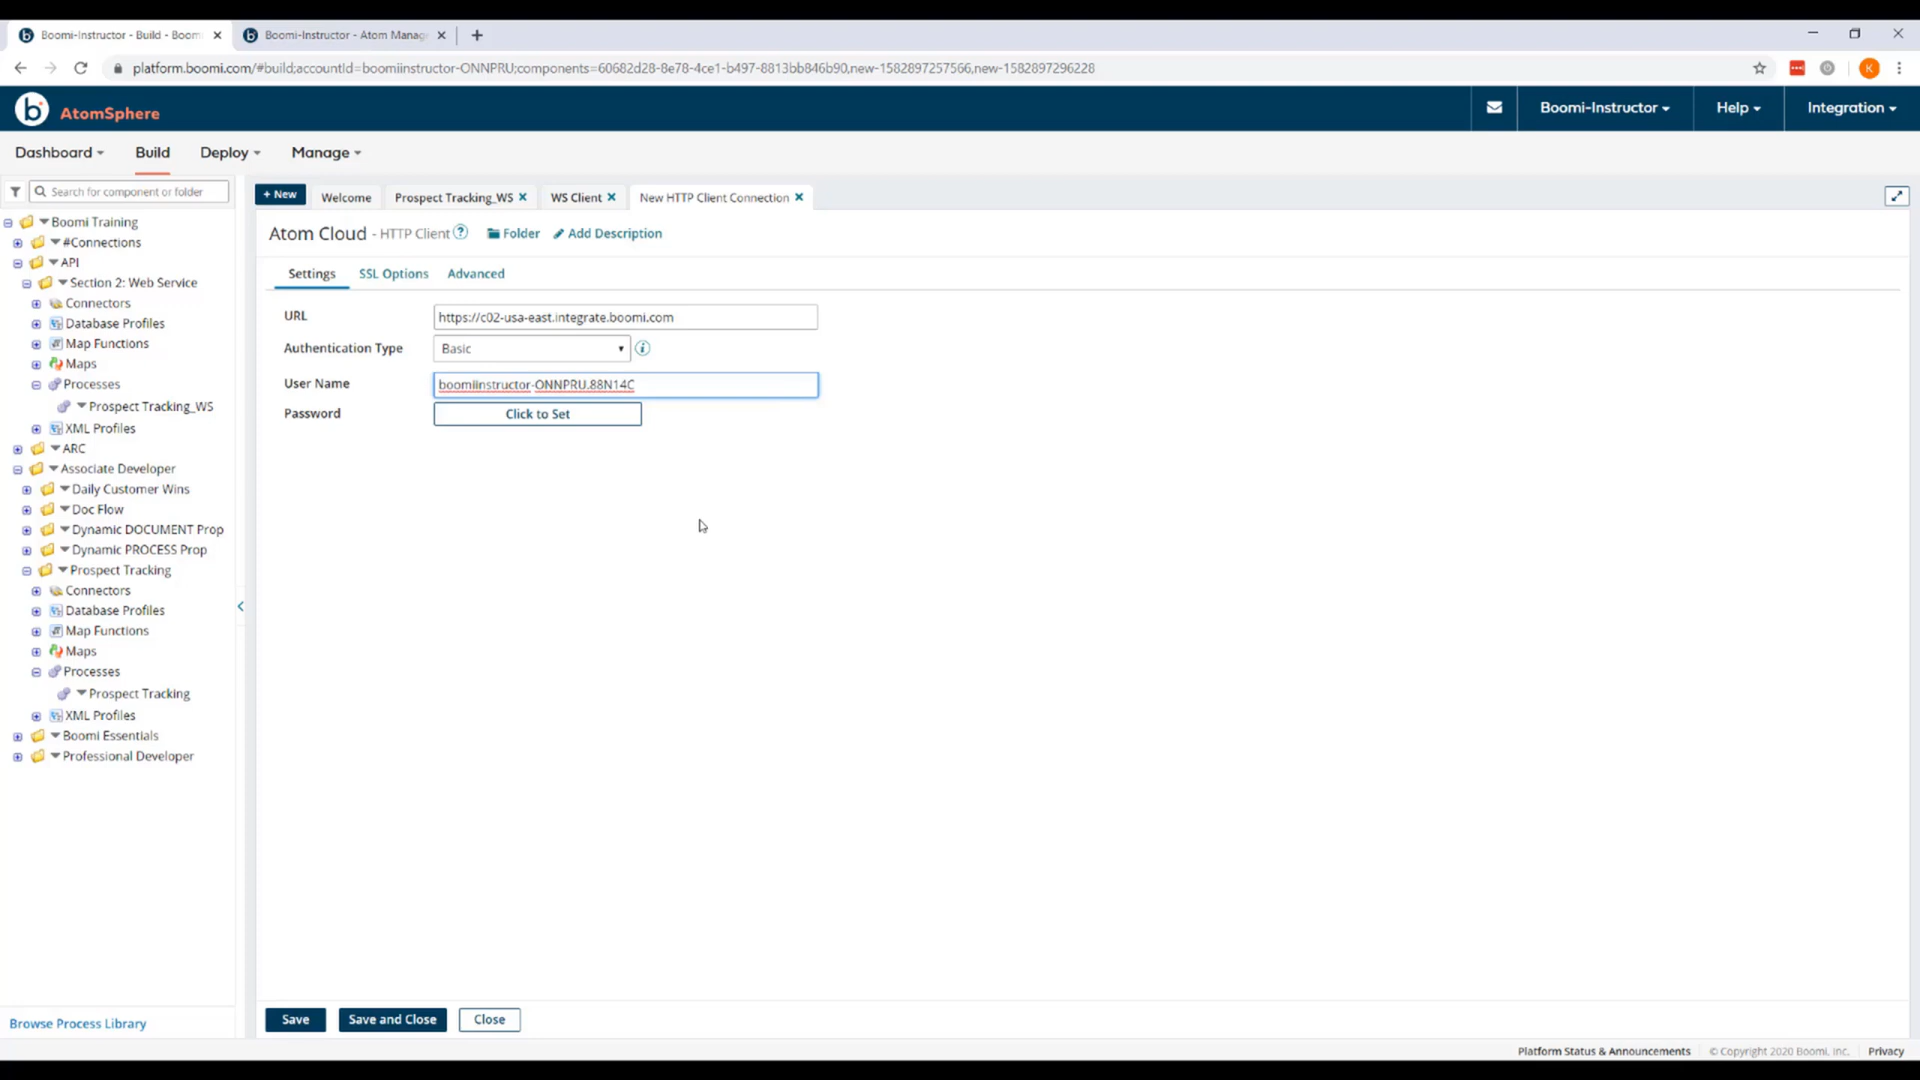 Boomi-Instructor - Build - Boom
Boomi-Instructor - Atom Manag
platform.boomi.com/#build;accountId=boomiinstructor-ONNPRU;components=60682d28-8e78-4ce1-b497-8813bb846b90,new-1582897257566,new-1582897296228
K
b AtomSphere
Boomi-Instructor
Help
Integration
Dashboard
Build
Deploy
Manage
Search for component or folder
+ New
Welcome
Prospect Tracking_WS
WS Client
New HTTP Client Connection
Boomi Training
#Connections
API
Section 2: Web Service
Connectors
Database Profiles
Map Functions
Maps
Processes
Prospect Tracking_WS
XML Profiles
ARC
Associate Developer
Daily Customer Wins
Doc Flow
Dynamic DOCUMENT Prop
Dynamic PROCESS Prop
Prospect Tracking
Connectors
Database Profiles
Map Functions
Maps
Processes
Prospect Tracking
XML Profiles
Boomi Essentials
Professional Developer
Browse Process Library
Atom Cloud - HTTP Client ? Folder Add Description
Settings
SSL Options
Advanced
URL https://c02-usa-east.integrate.boomi.com
Authentication Type Basic i
User Name boomiinstructor-ONNPRU.88N14C
Password Click to Set
Save
Save and Close
Close
Platform Status & Announcements © Copyright 2020 Boomi, Inc. Privacy